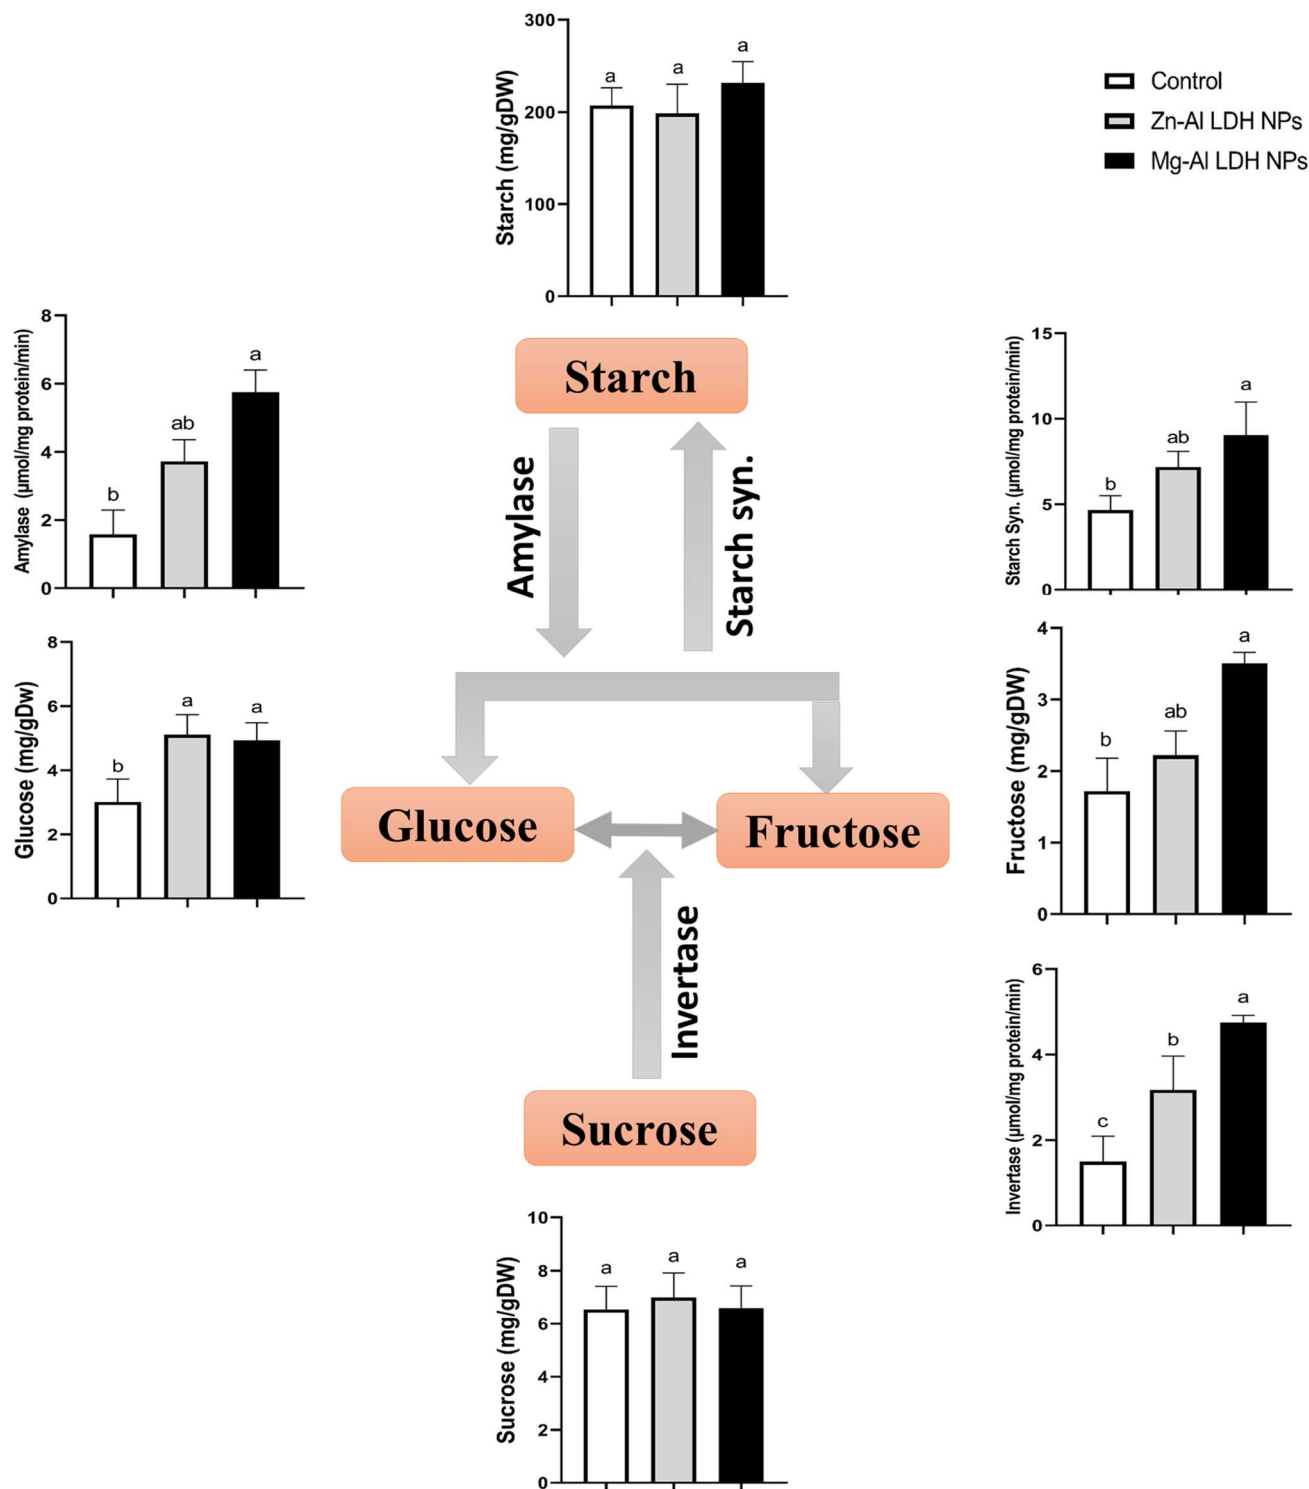 300
200
100
0
Starch (mg/gDW)
a
a
a
Control
Zn-Al LDH NPs
Mg-Al LDH NPs
8
6
4
2
0
Amylase (µmol/mg protein/min)
b
ab
a
Starch
Amylase
Starch syn.
15
10
5
0
Starch Syn. (µmol/mg protein/min)
b
ab
a
8
6
4
2
0
Glucose (mg/gDw)
b
a
a
Glucose
Fructose
4
3
2
1
0
Fructose (mg/gDW)
b
ab
a
Invertase
Sucrose
6
4
2
0
Invertase (µmol/mg protein/min)
c
b
a
10
8
6
4
2
0
Sucrose (mg/gDW)
a
a
a